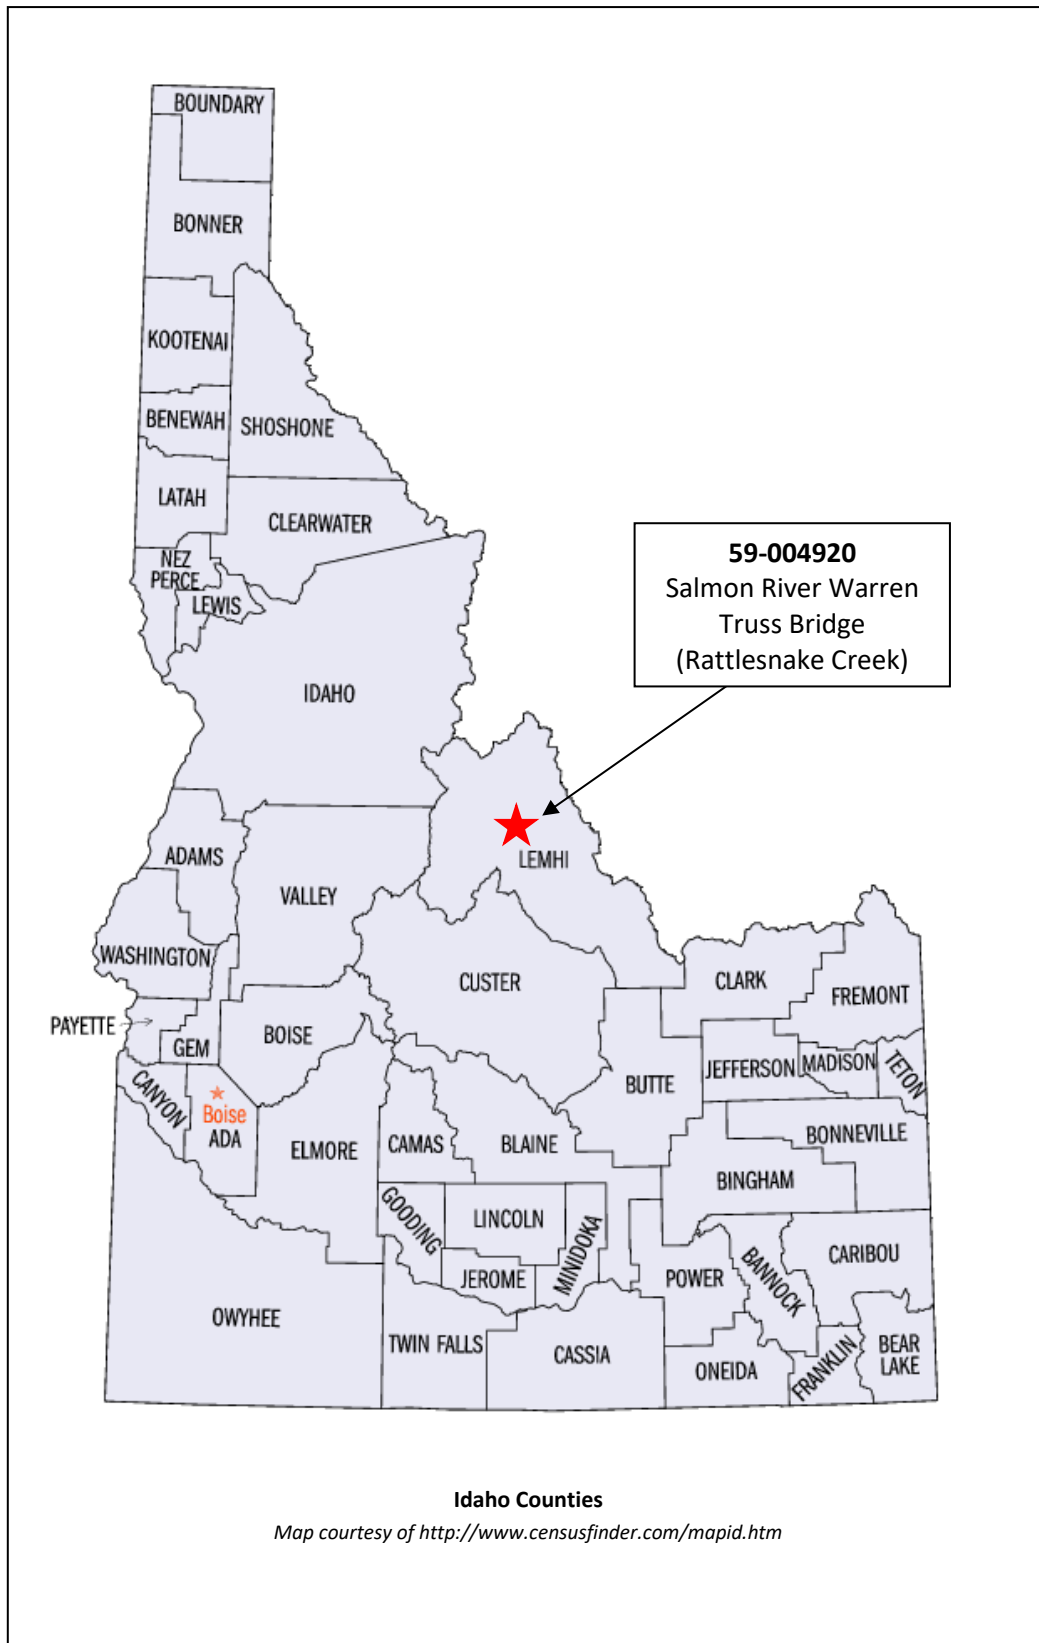 BOUNDARY
BONNER
KOOTENAI
BENEWAH
SHOSHONE
LATAH
CLEARWATER
NEZ
PERCE
LEWIS
59-004920
Salmon River Warren
Truss Bridge
(Rattlesnake Creek)
IDAHO
ADAMS
LEMHI
VALLEY
WASHINGTON
CUSTER
CLARK
FREMONT
PAYETTE
GEM
BOISE
BUTTE
JEFFERSON
MADISON
TETON
CANYON
Boise
ADA
ELMORE
CAMAS
BLAINE
BONNEVILLE
BINGHAM
GOODING
LINCOLN
MINIDOKA
JEROME
POWER
BANNOCK
CARIBOU
OWYHEE
TWIN FALLS
CASSIA
ONEIDA
FRANKLIN
BEAR
LAKE
Idaho Counties
Map courtesy of http://www.censusfinder.com/mapid.htm